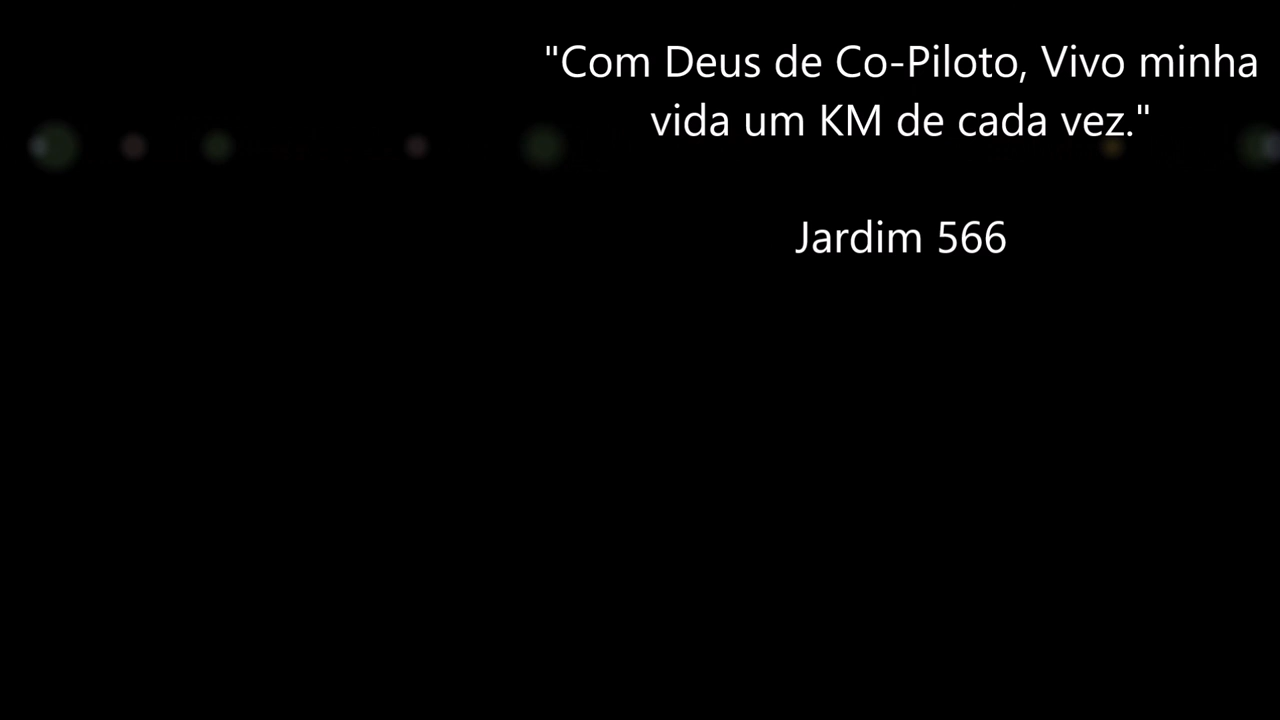 "Com Deus de Co-Piloto, Vivo minha
vida um KM de cada vez."
Jardim 566